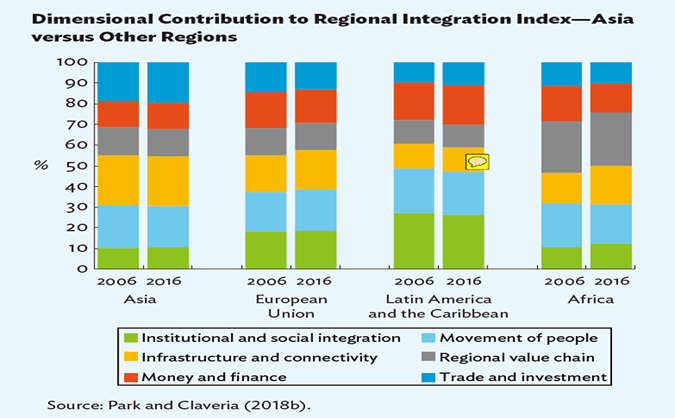 Dimensional Contribution to Regional Integration Index—Asia
versus Other Regions
100
90
80
70
60
50
40
30
20
10
0
%
2006 2016 2006 2016 2006 2016 2006 2016
Asia European Latin America Africa
Union and the Caribbean
Institutional and social integration Movement of people
Infrastructure and connectivity Regional value chain
Money and finance Trade and investment
Source: Park and Claveria (2018b).